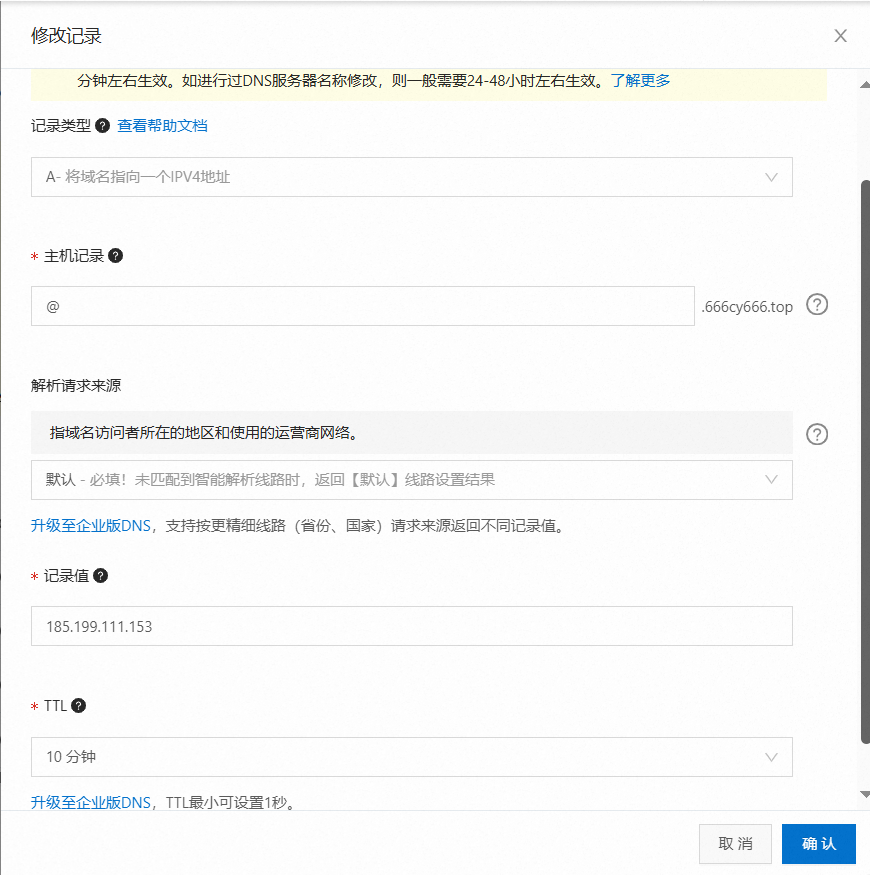 修改记录
分钟左右生效。如进行过DNS服务器名称修改，则一般需要24-48小时左右生效。了解更多
记录类型 ? 查看帮助文档
A- 将域名指向一个IPV4地址
* 主机记录 ?
@ .666cy666.top ?
解析请求来源
指域名访问者所在的地区和使用的运营商网络。 ?
默认 - 必填！未匹配到智能解析线路时，返回【默认】线路设置结果
升级至企业版DNS，支持按更精细线路（省份、国家）请求来源返回不同记录值。
* 记录值 ?
185.199.111.153
* TTL ?
10 分钟
升级至企业版DNS，TTL最小可设置1秒。
取 消 确 认